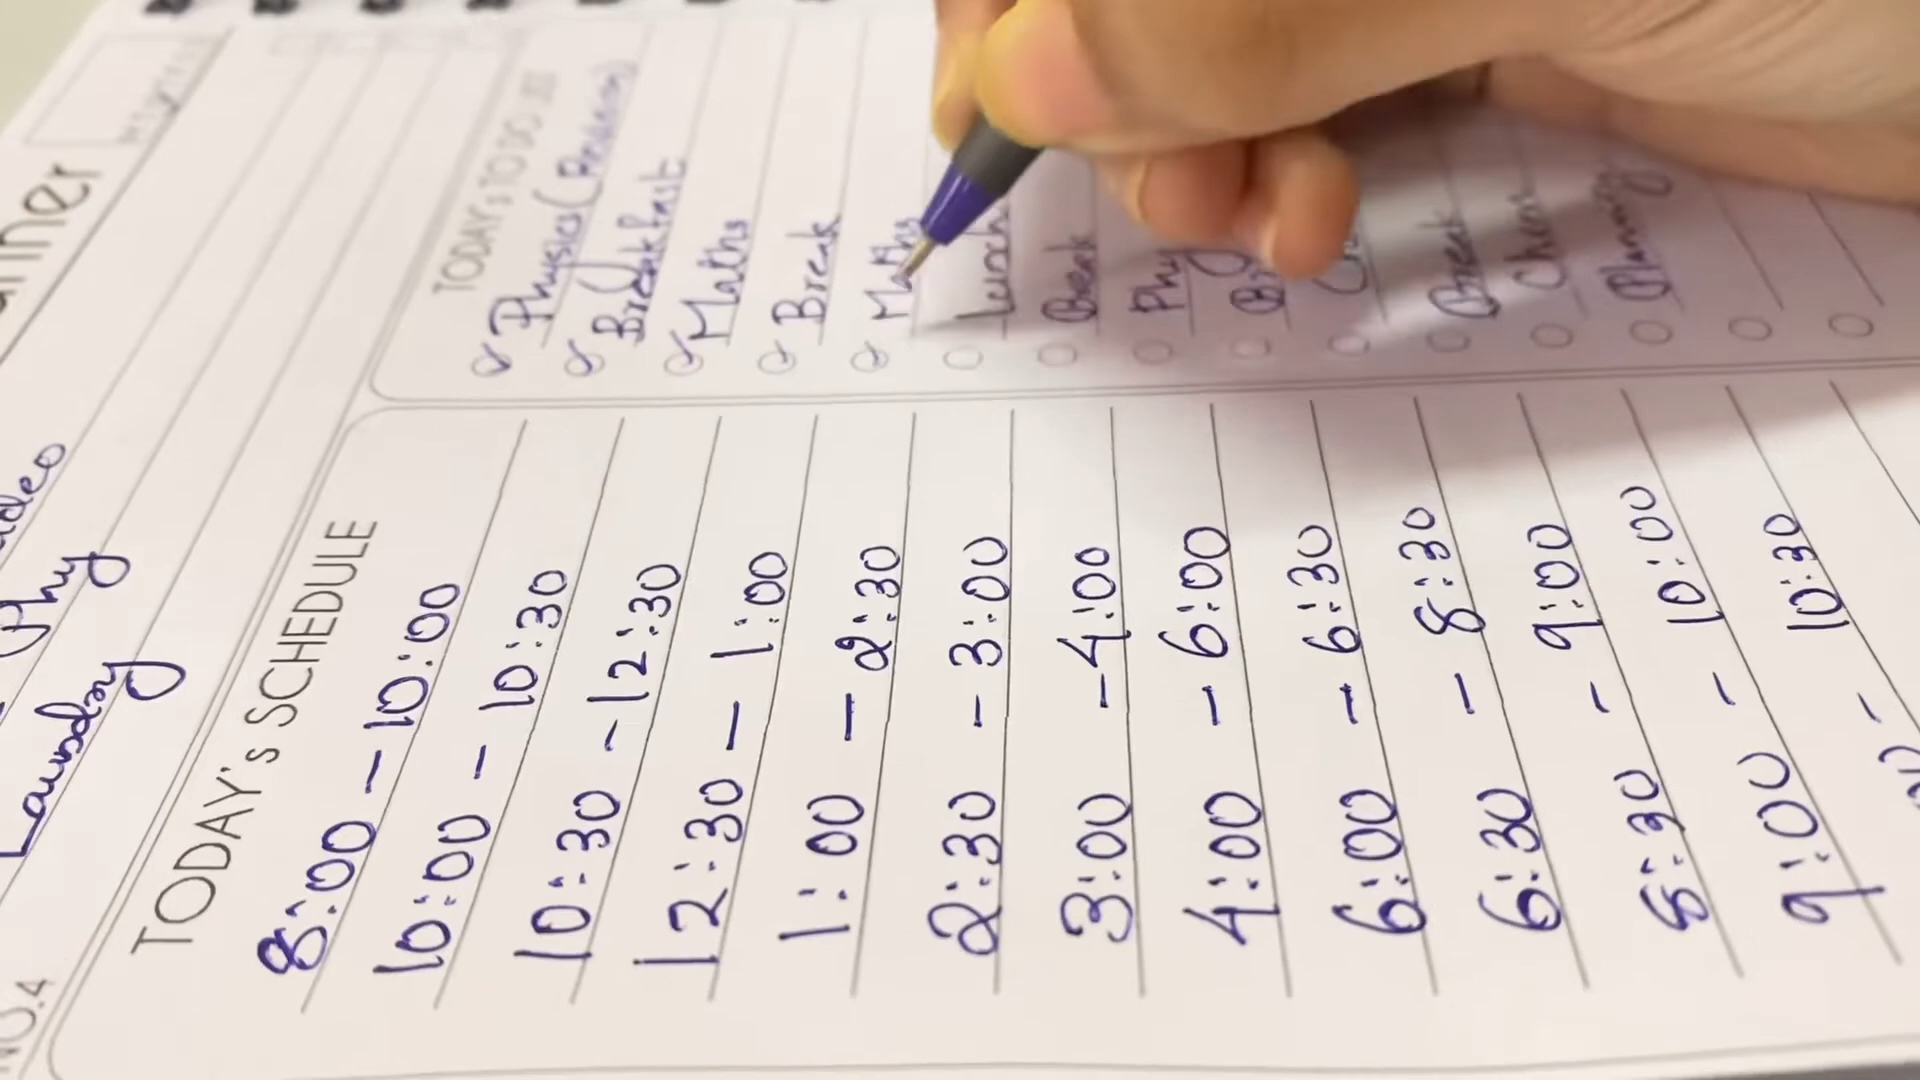 Phy
Laundry
NO.4
TODAY's SCHEDULE
8:00 - 10:00
10:00 - 10:30
10:30 - 12:30
12:30 - 1:00
1:00 - 2:30
2:30 - 3:00
3:00 - 4:00
4:00 - 6:00
6:00 - 6:30
6:30 - 8:30
8:30 - 9:00
9:00 - 10:00
- 10:30
TODAY's TO DO
Physics (Revision)
Breakfast
Maths
Break
Maths
Lunch
Break
Phy
Break
Chem
Planning